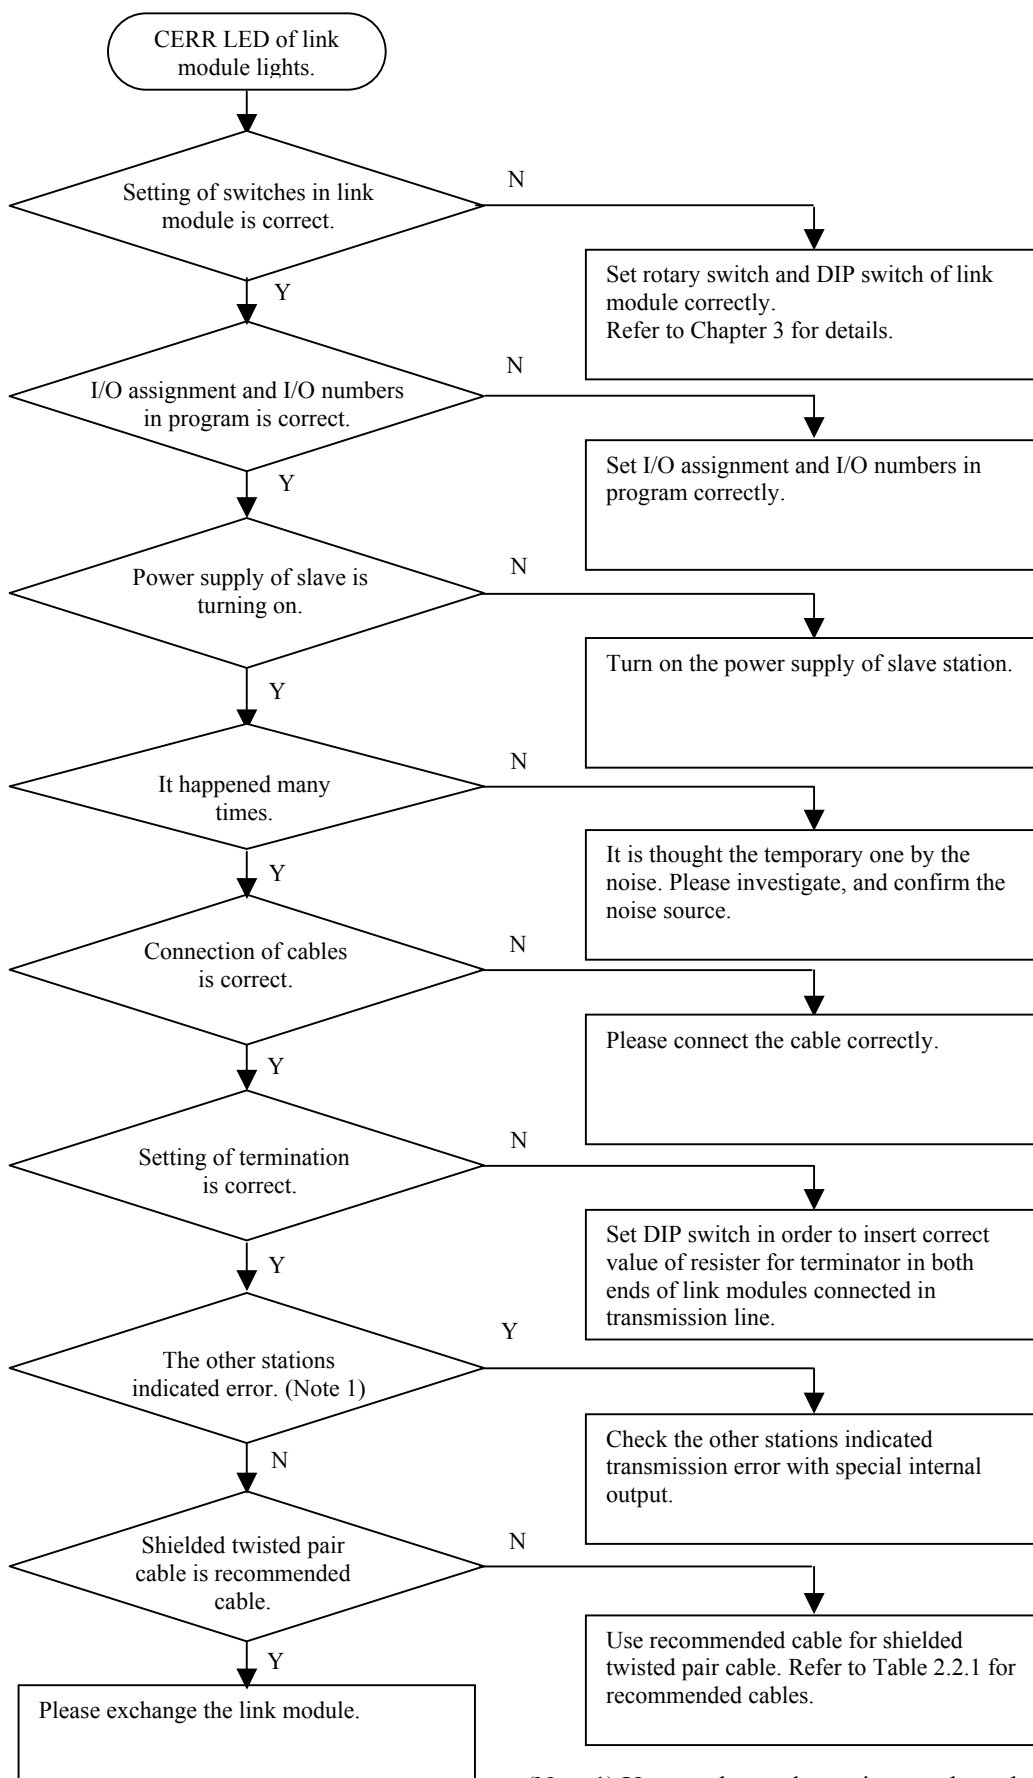 CERR LED of link
module lights.
Setting of switches in link
module is correct.
N
Set rotary switch and DIP switch of link
module correctly.
Refer to Chapter 3 for details.
Y
I/O assignment and I/O numbers
in program is correct.
N
Set I/O assignment and I/O numbers in
program correctly.
Y
Power supply of slave is
turning on.
N
Turn on the power supply of slave station.
Y
It happened many
times.
N
It is thought the temporary one by the
noise. Please investigate, and confirm the
noise source.
Y
Connection of cables
is correct.
N
Please connect the cable correctly.
Y
Setting of termination
is correct.
N
Set DIP switch in order to insert correct
value of resister for terminator in both
ends of link modules connected in
transmission line.
Y
The other stations
indicated error. (Note 1)
Y
Check the other stations indicated
transmission error with special internal
output.
N
Shielded twisted pair
cable is recommended
cable.
N
Use recommended cable for shielded
twisted pair cable. Refer to Table 2.2.1 for
recommended cables.
Y
Please exchange the link module.